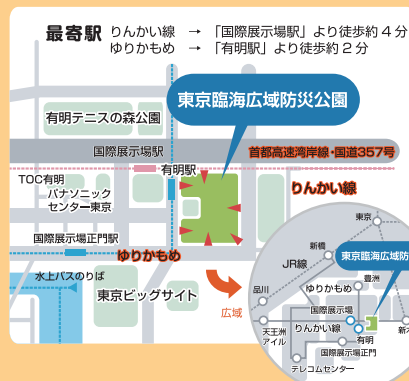 最寄駅
りんかい線 → 「国際展示場駅」より徒歩約4分
ゆりかもめ → 「有明駅」より徒歩約2分
東京臨海広域防災公園
有明テニスの森公園
国際展示場駅
首都高速湾岸線・国道357号
有明駅
TOC有明
りんかい線
パナソニック
センター東京
国際展示場正門駅
ゆりかもめ
水上バスのりば
東京ビッグサイト
広域
東京
新橋
東京臨海広域防
JR線
豊洲
ゆりかもめ
品川
国際展示場
りんかい線
天王洲
アイル
有明
新木
国際展示場正門
テレコムセンター